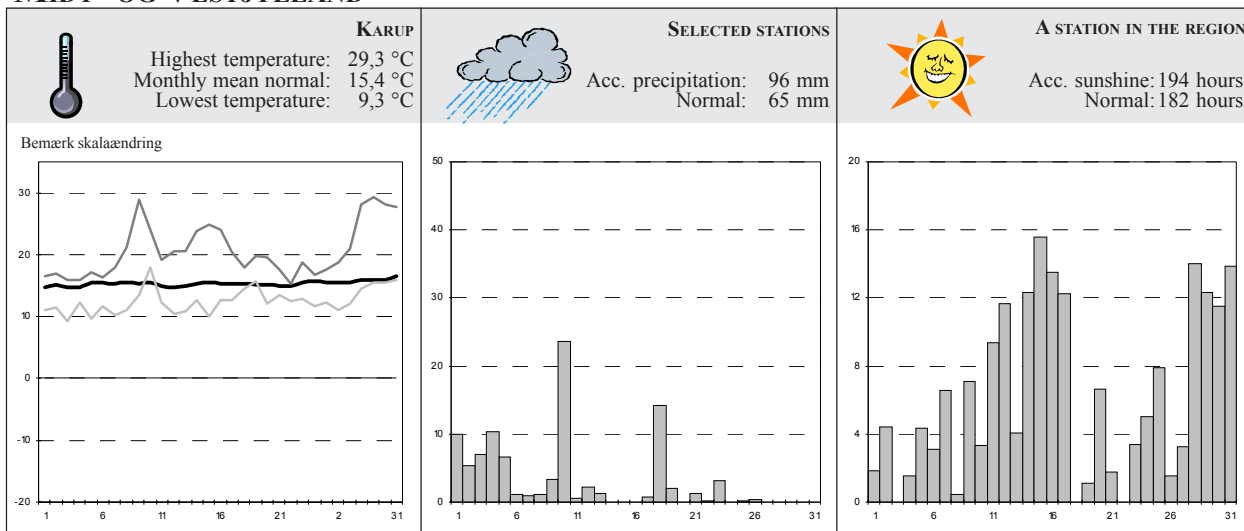 OG VESTJYLLAND
KARUP
Highest temperature: 29,3 °C
Monthly mean normal: 15,4 °C
Lowest temperature: 9,3 °C
SELECTED STATIONS
Acc. precipitation: 96 mm
Normal: 65 mm
A STATION IN THE REGION
Acc. sunshine: 194 hours
Normal: 182 hours
Bemærk skalaændring
30
20
10
0
-10
-20
1 6 11 16 21 2 31
50
40
30
20
10
0
1 6 11 16 21 26 31
20
16
12
8
4
0
1 6 11 16 21 26 31